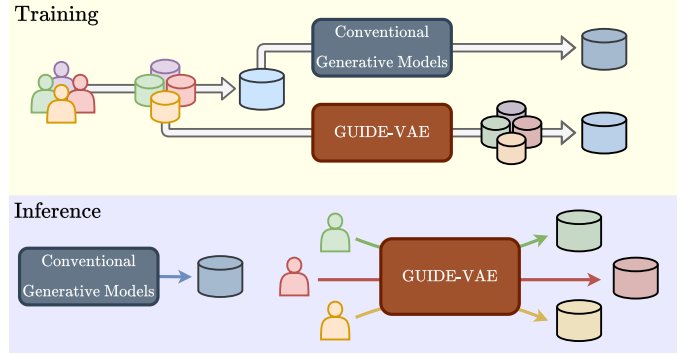 Training
Conventional
Generative Models
GUIDE-VAE
Inference
Conventional
Generative Models
GUIDE-VAE